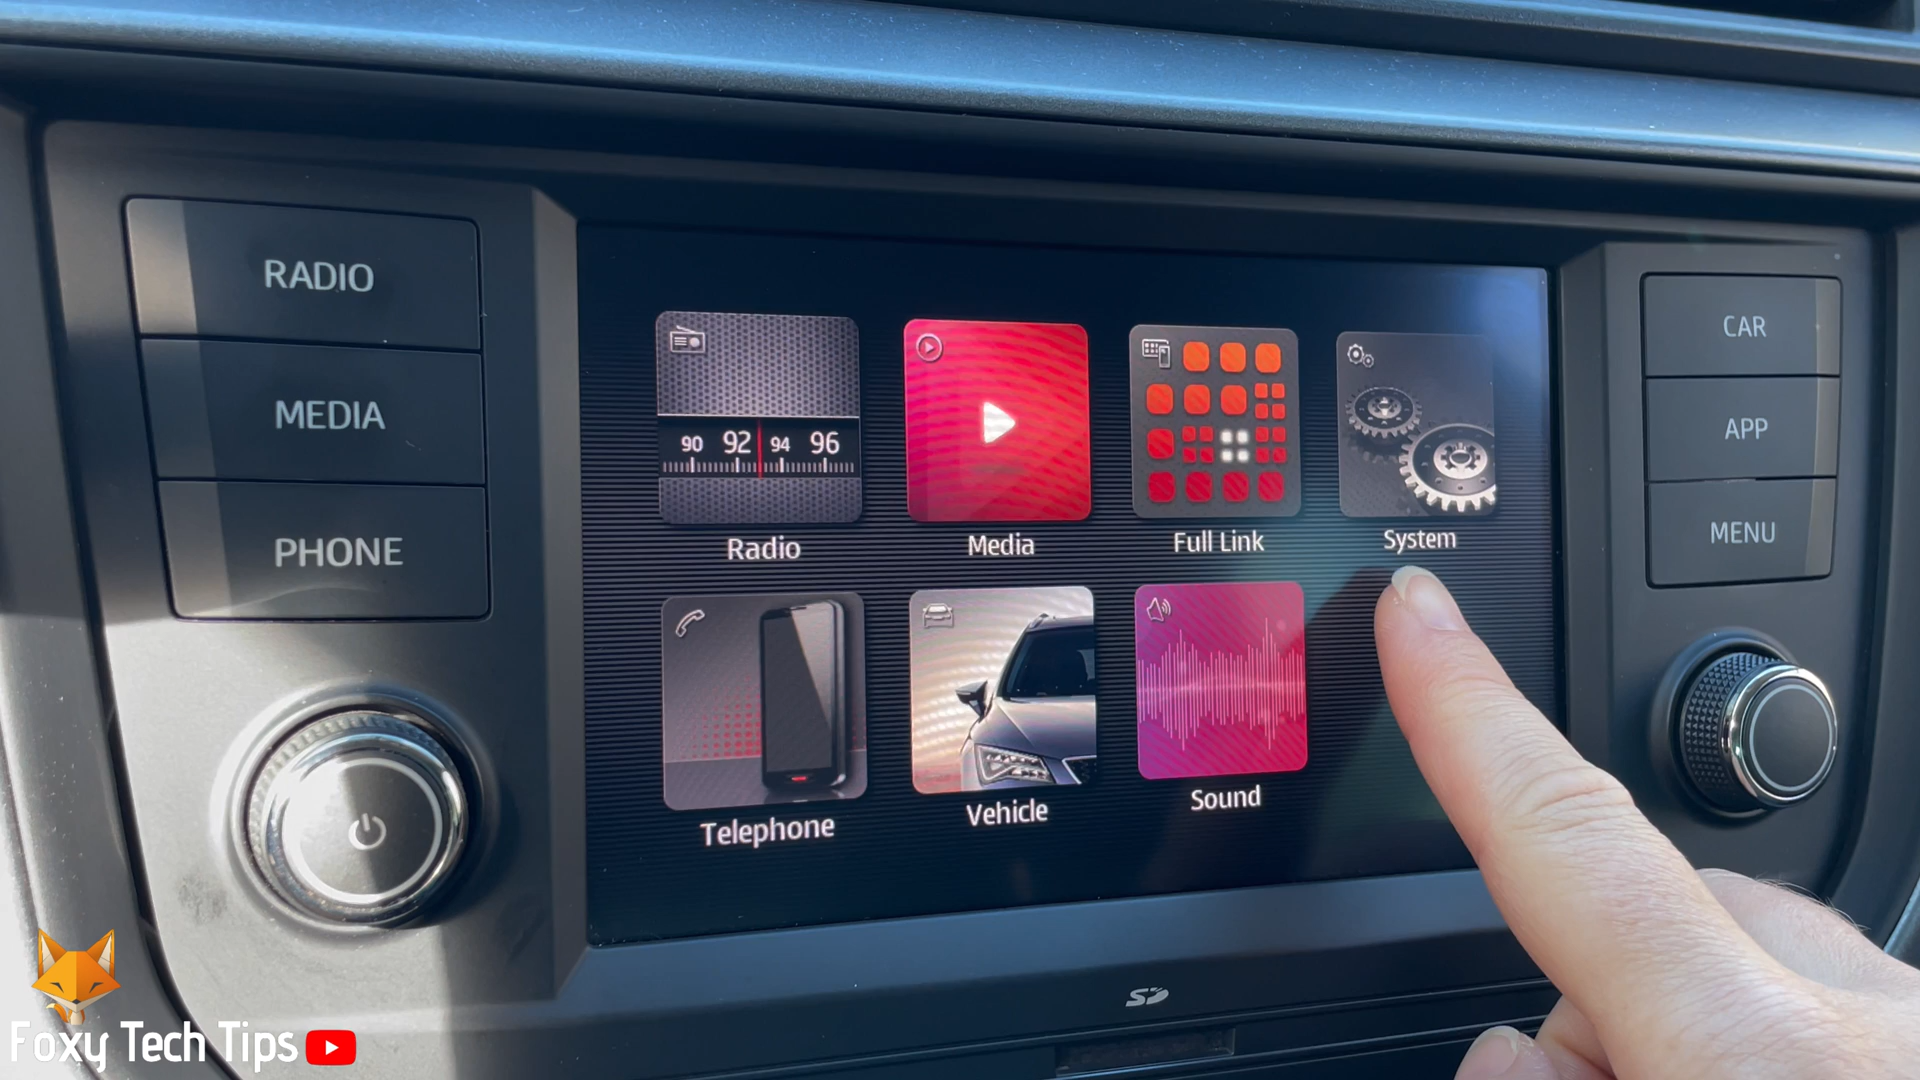 RADIO
MEDIA
PHONE
90 92 94 96
Radio
Media
Full Link
System
Telephone
Vehicle
Sound
CAR
APP
MENU
SD
Foxy Tech Tips